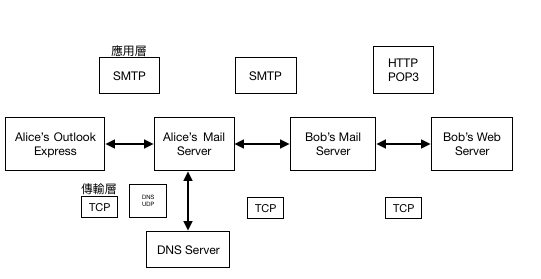 應用層
SMTP
SMTP
HTTP
POP3
Alice's Outlook
Express
Alice's Mail
Server
Bob's Mail
Server
Bob's Web
Server
傳輸層
TCP
DNS
UDP
TCP
TCP
DNS Server